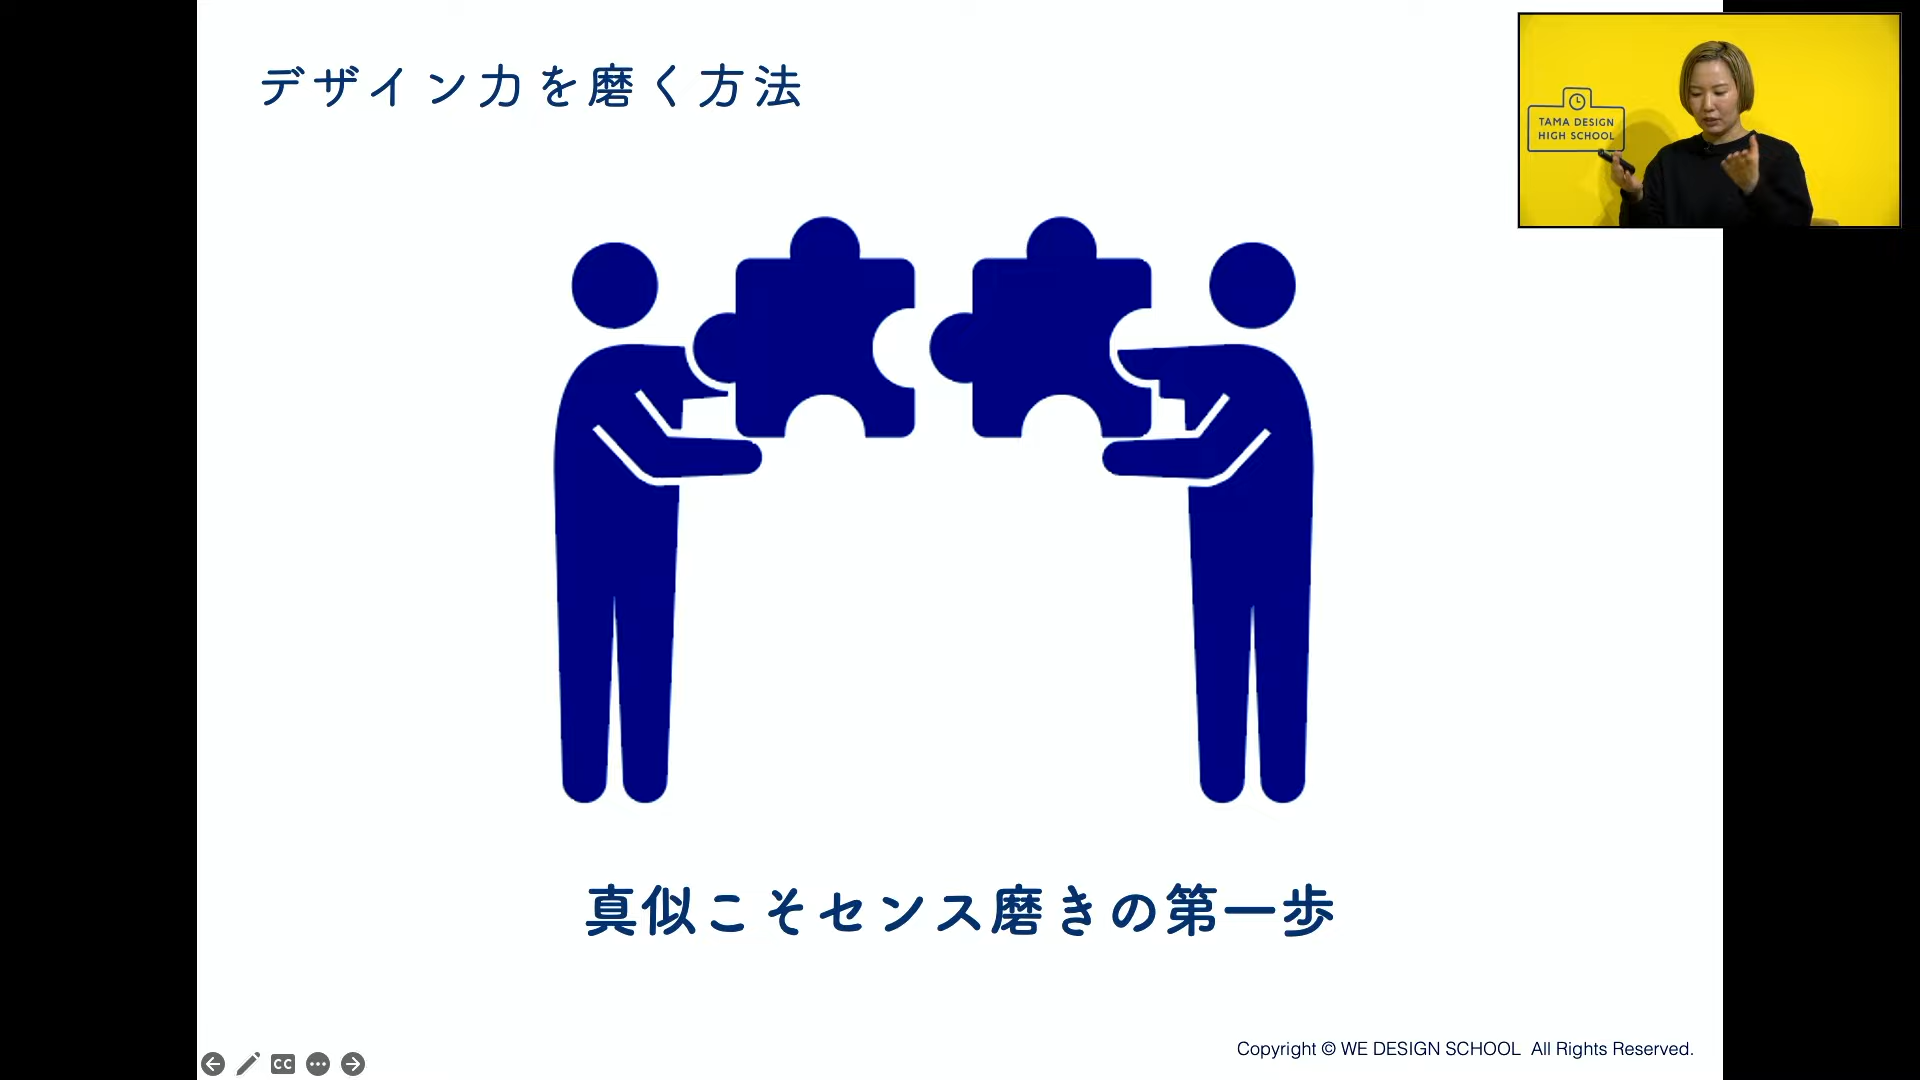 デザイン力を磨く方法
TAMA DESIGN
HIGH SCHOOL
真似こそセンス磨きの第一歩
Copyright © WE DESIGN SCHOOL All Rights Reserved.
CC